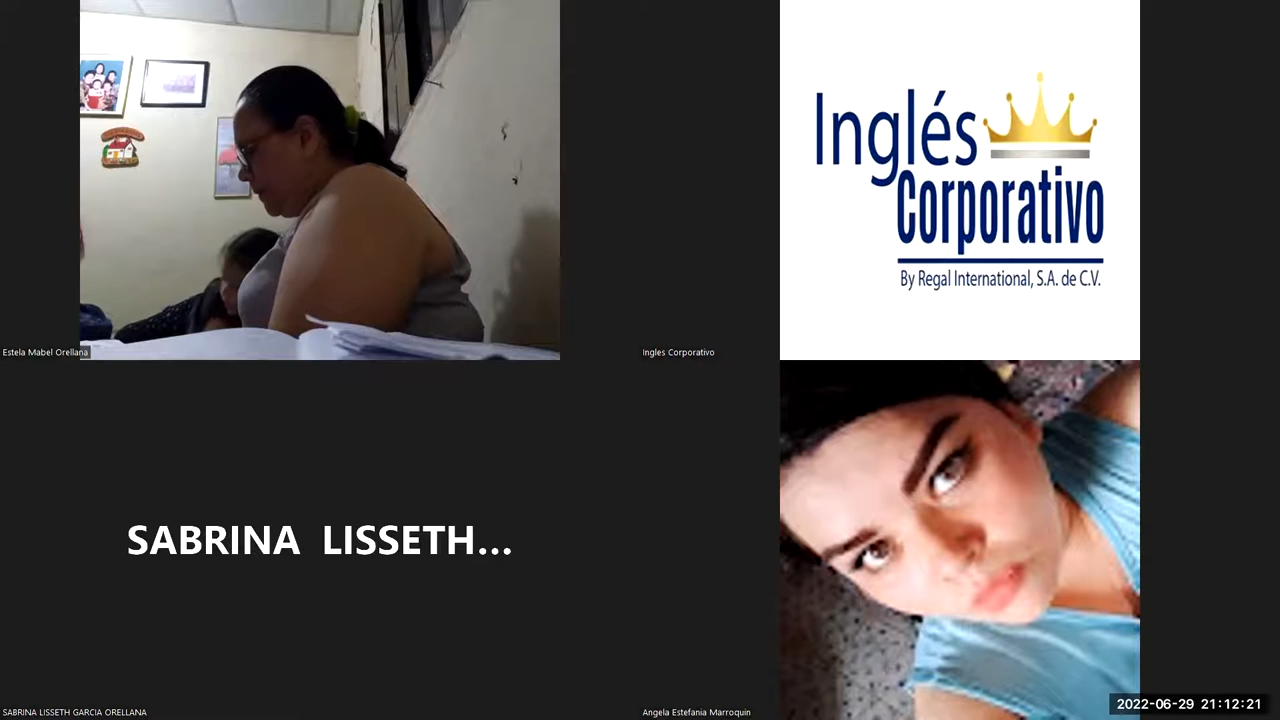 Inglés
Corporativo
By Regal International, S.A. de C.V.
Estela Mabel Orellana
Ingles Corporativo
SABRINA LISSETH...
SABRINA LISSETH GARCIA ORELLANA
Angela Estefania Marroquin
2022-06-29 21:12:21